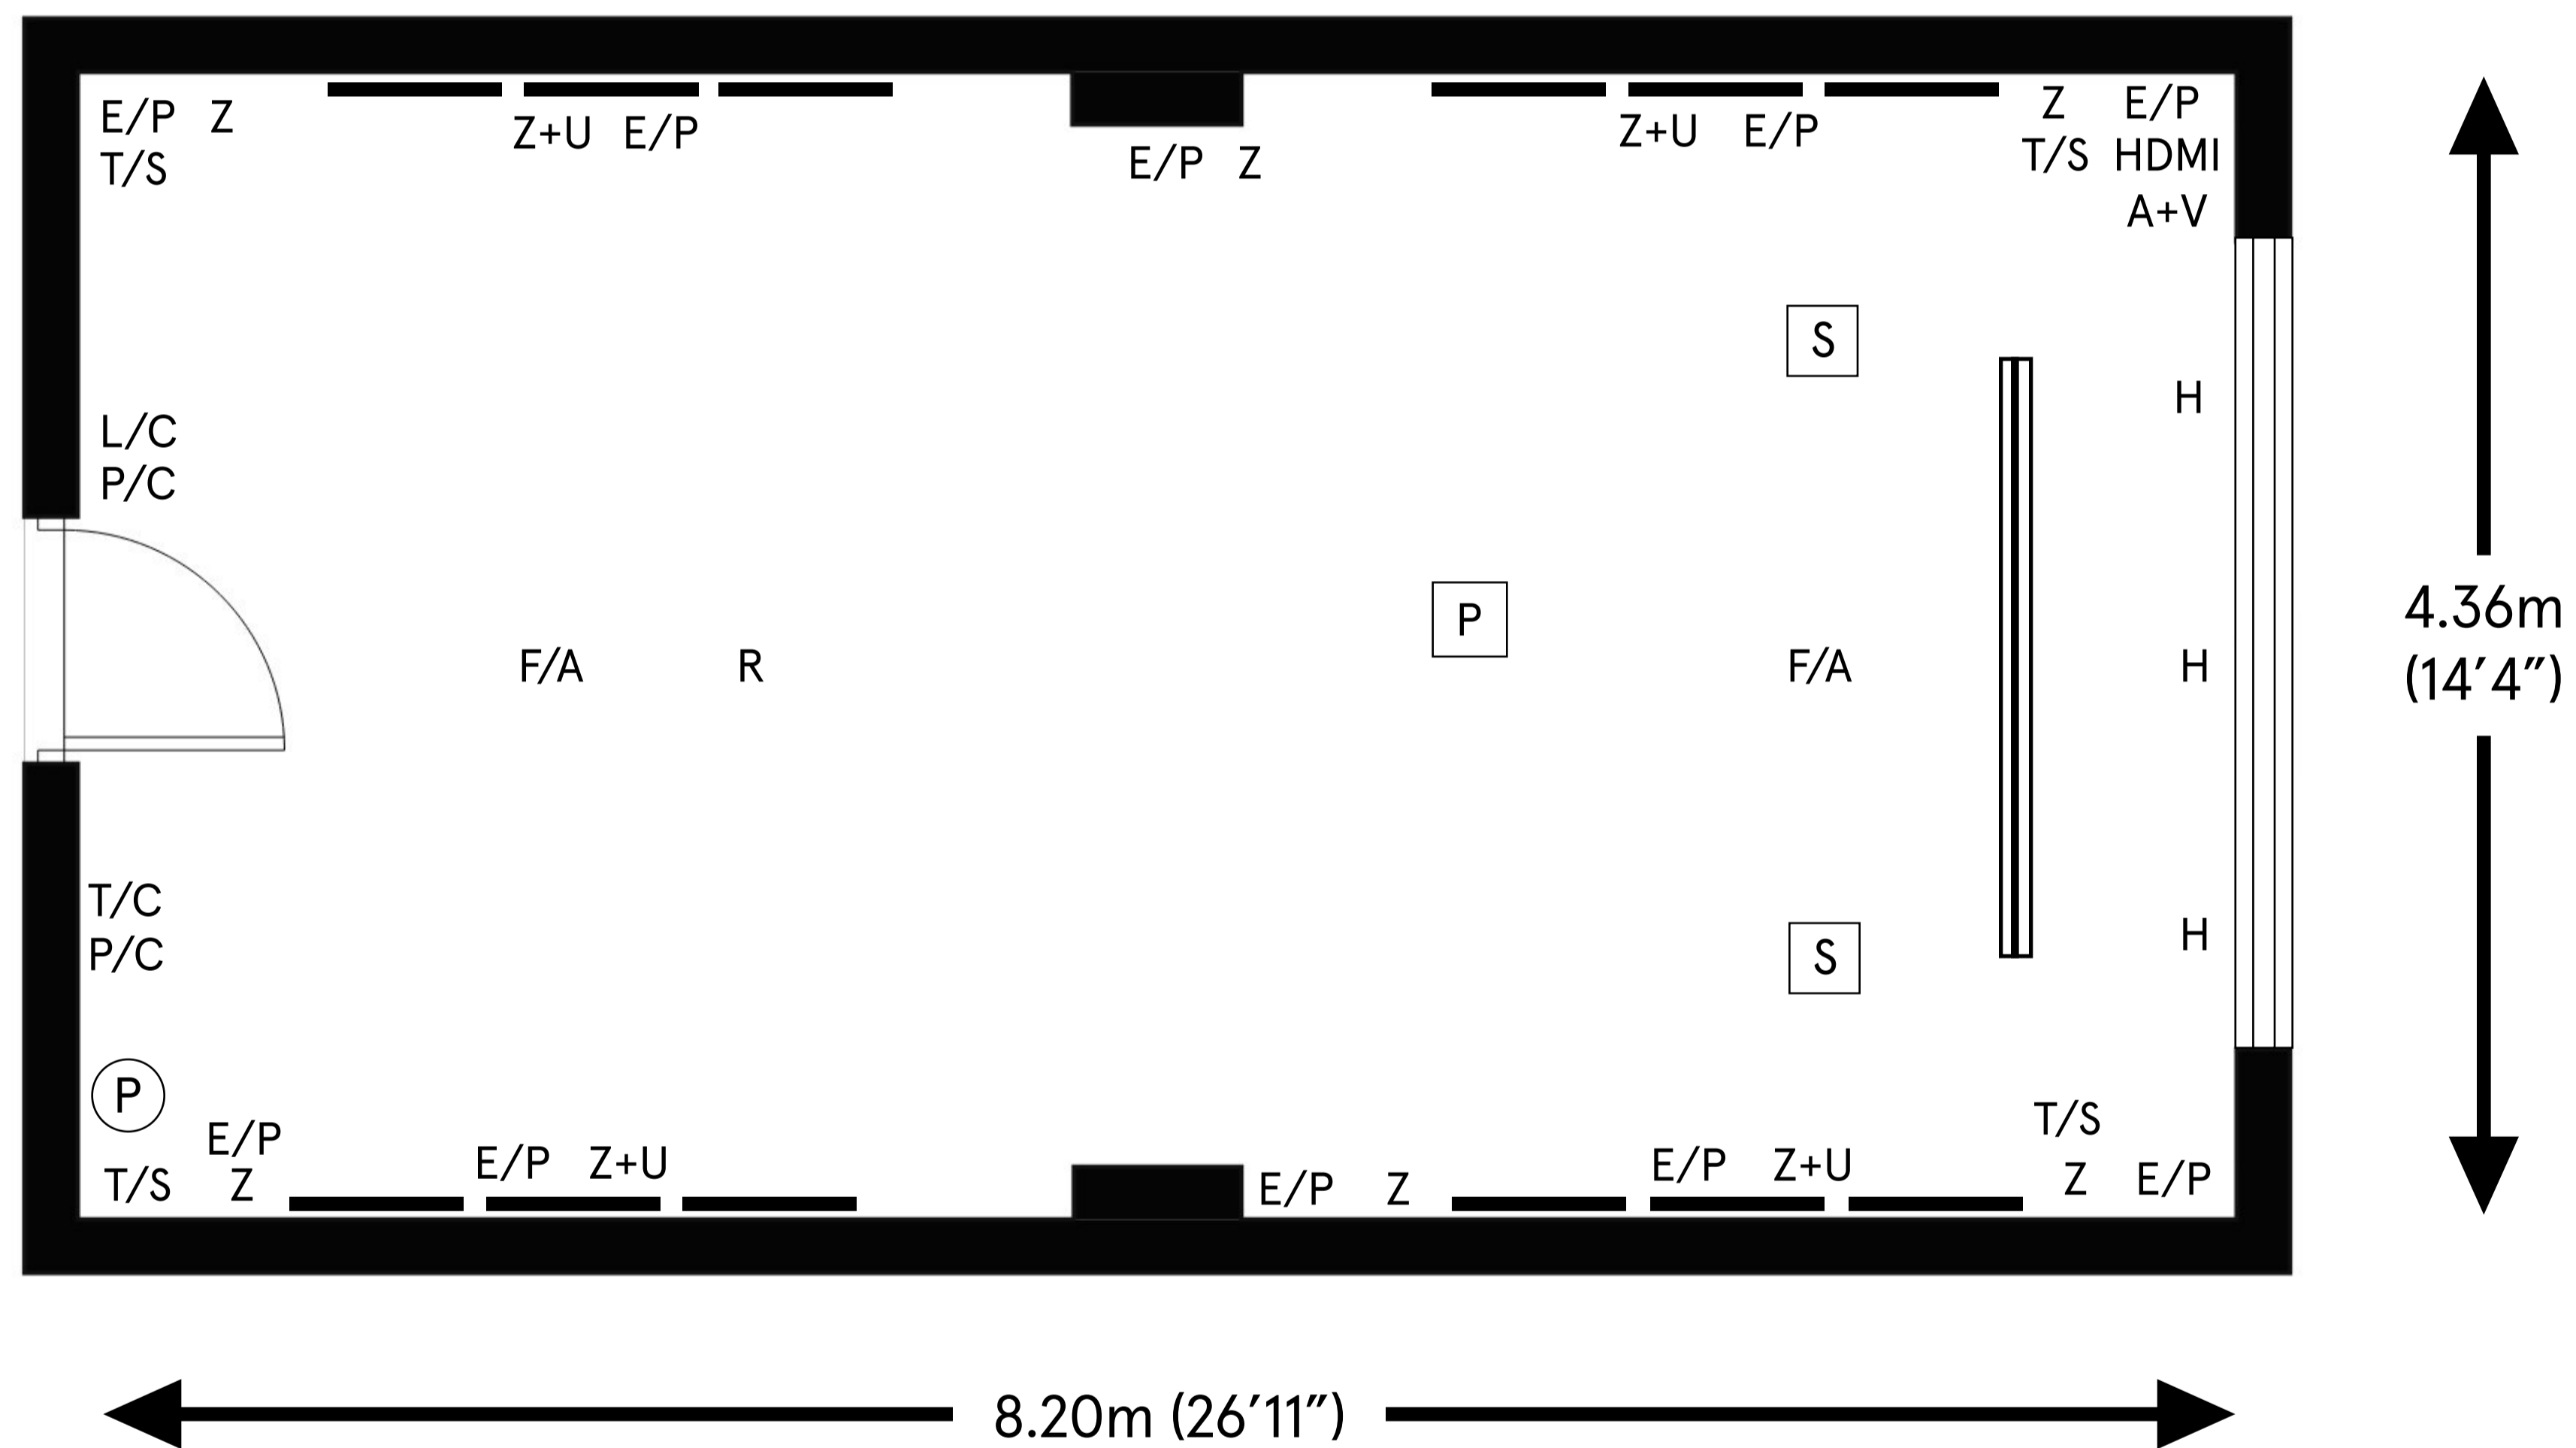 E/P Z
T/S
Z+U E/P
E/P Z
Z+U E/P
Z E/P
T/S HDMI
A+V
S
H
L/C
P/C
P
F/A R
F/A
H
4.36m
(14′4″)
T/C
P/C
S
H
P
E/P
T/S Z
E/P Z+U
E/P Z
E/P Z+U
T/S
Z E/P
8.20m (26′11″)